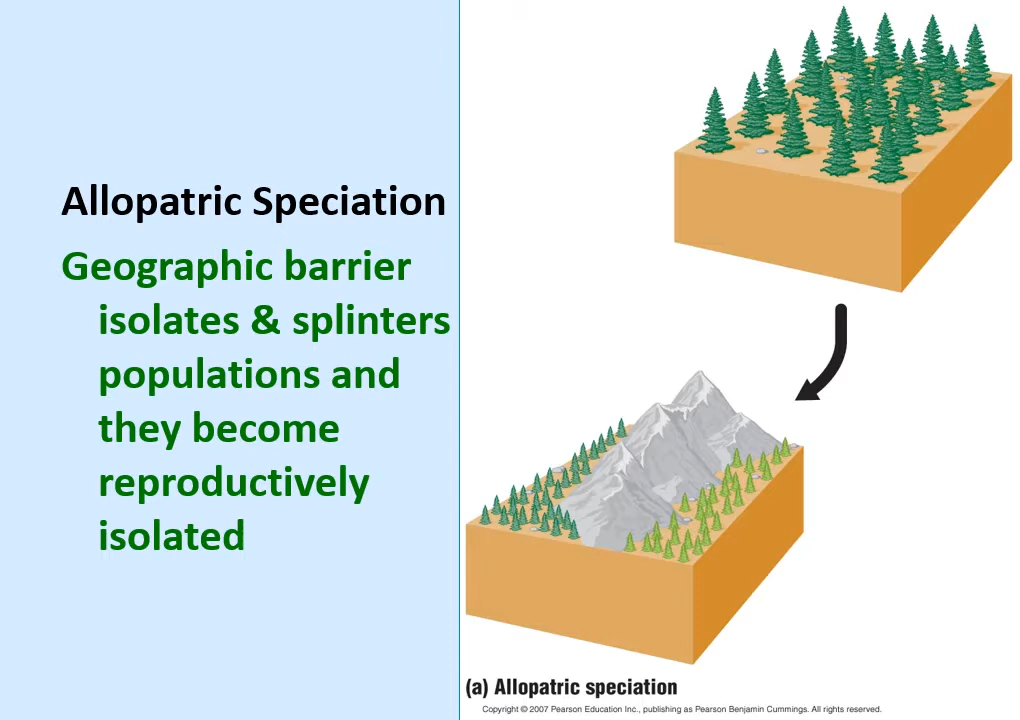 Allopatric Speciation
Geographic barrier
isolates & splinters
populations and
they become
reproductively
isolated
(a) Allopatric speciation
Copyright © 2007 Pearson Education Inc., publishing as Pearson Benjamin Cummings. All rights reserved.